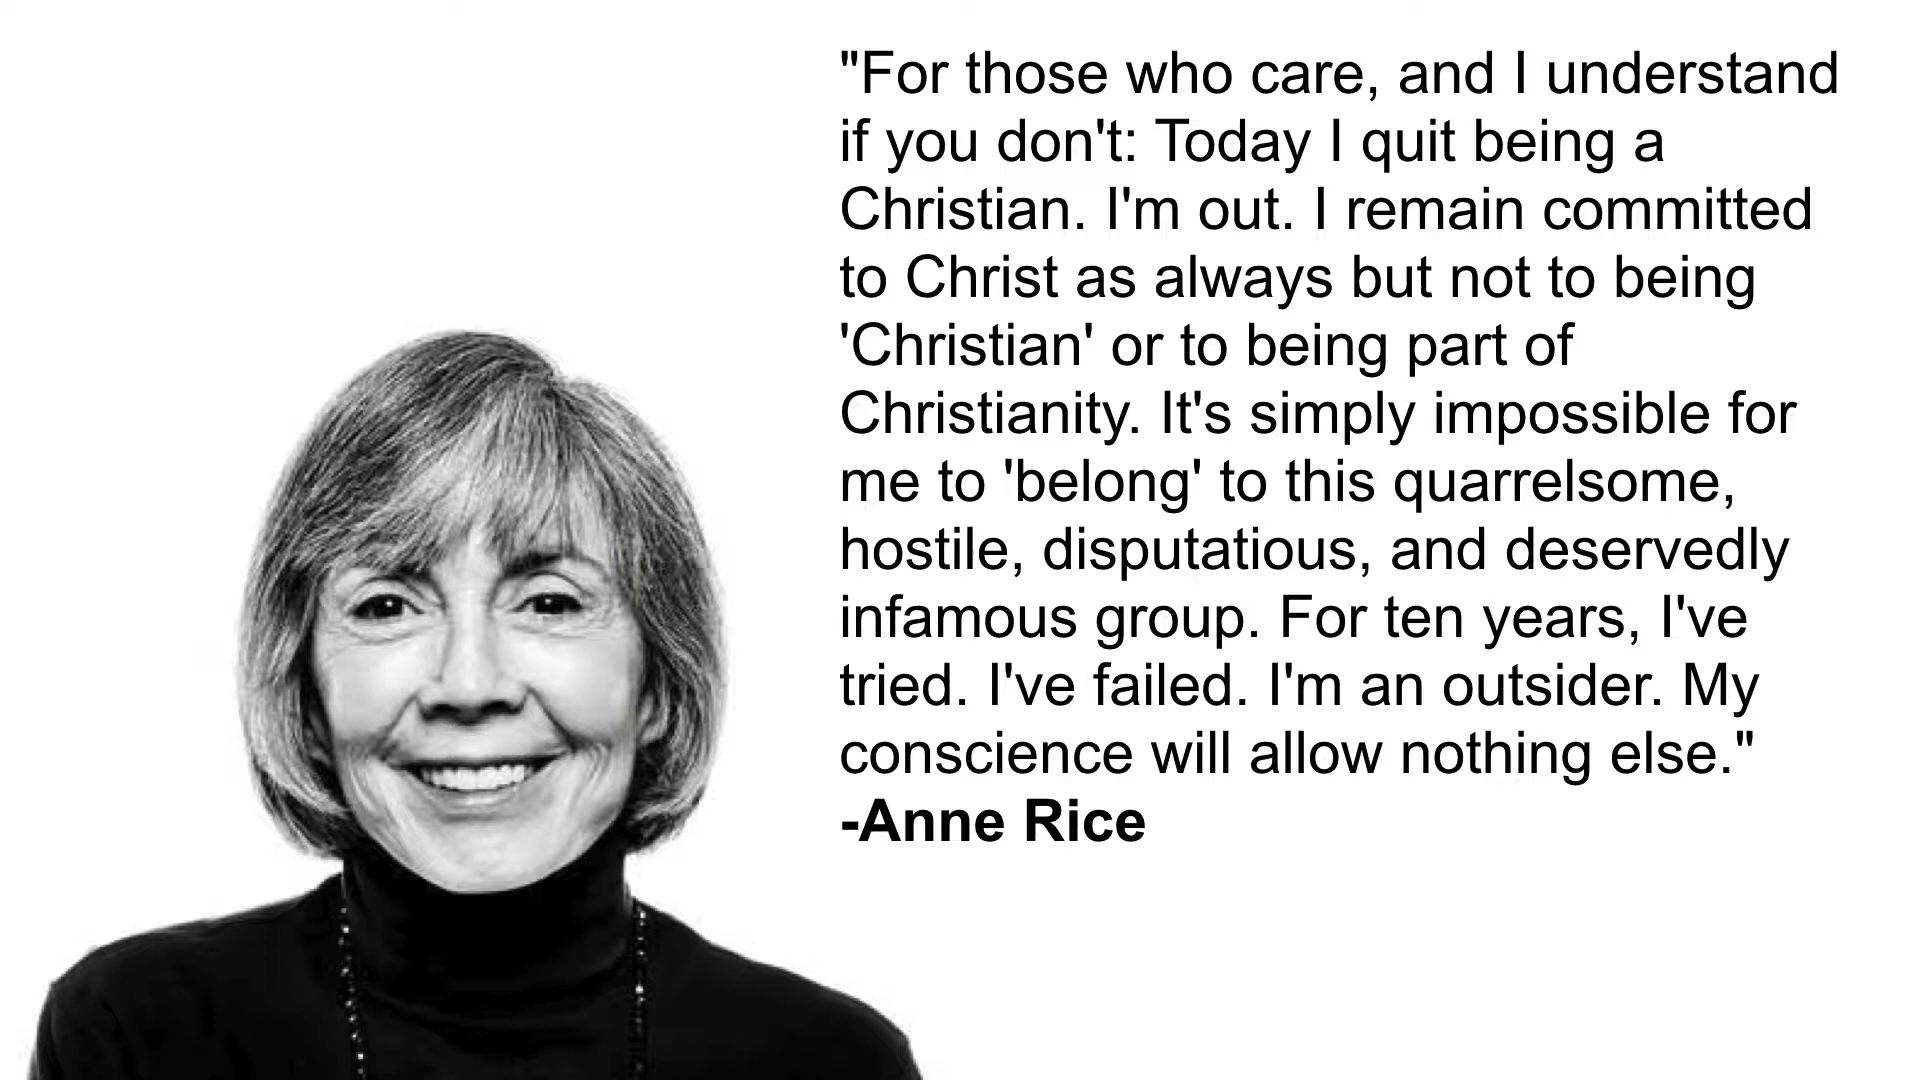 "For those who care, and I understand
if you don't: Today I quit being a
Christian. I'm out. I remain committed
to Christ as always but not to being
'Christian' or to being part of
Christianity. It's simply impossible for
me to 'belong' to this quarrelsome,
hostile, disputatious, and deservedly
infamous group. For ten years, I've
tried. I've failed. I'm an outsider. My
conscience will allow nothing else."
-Anne Rice